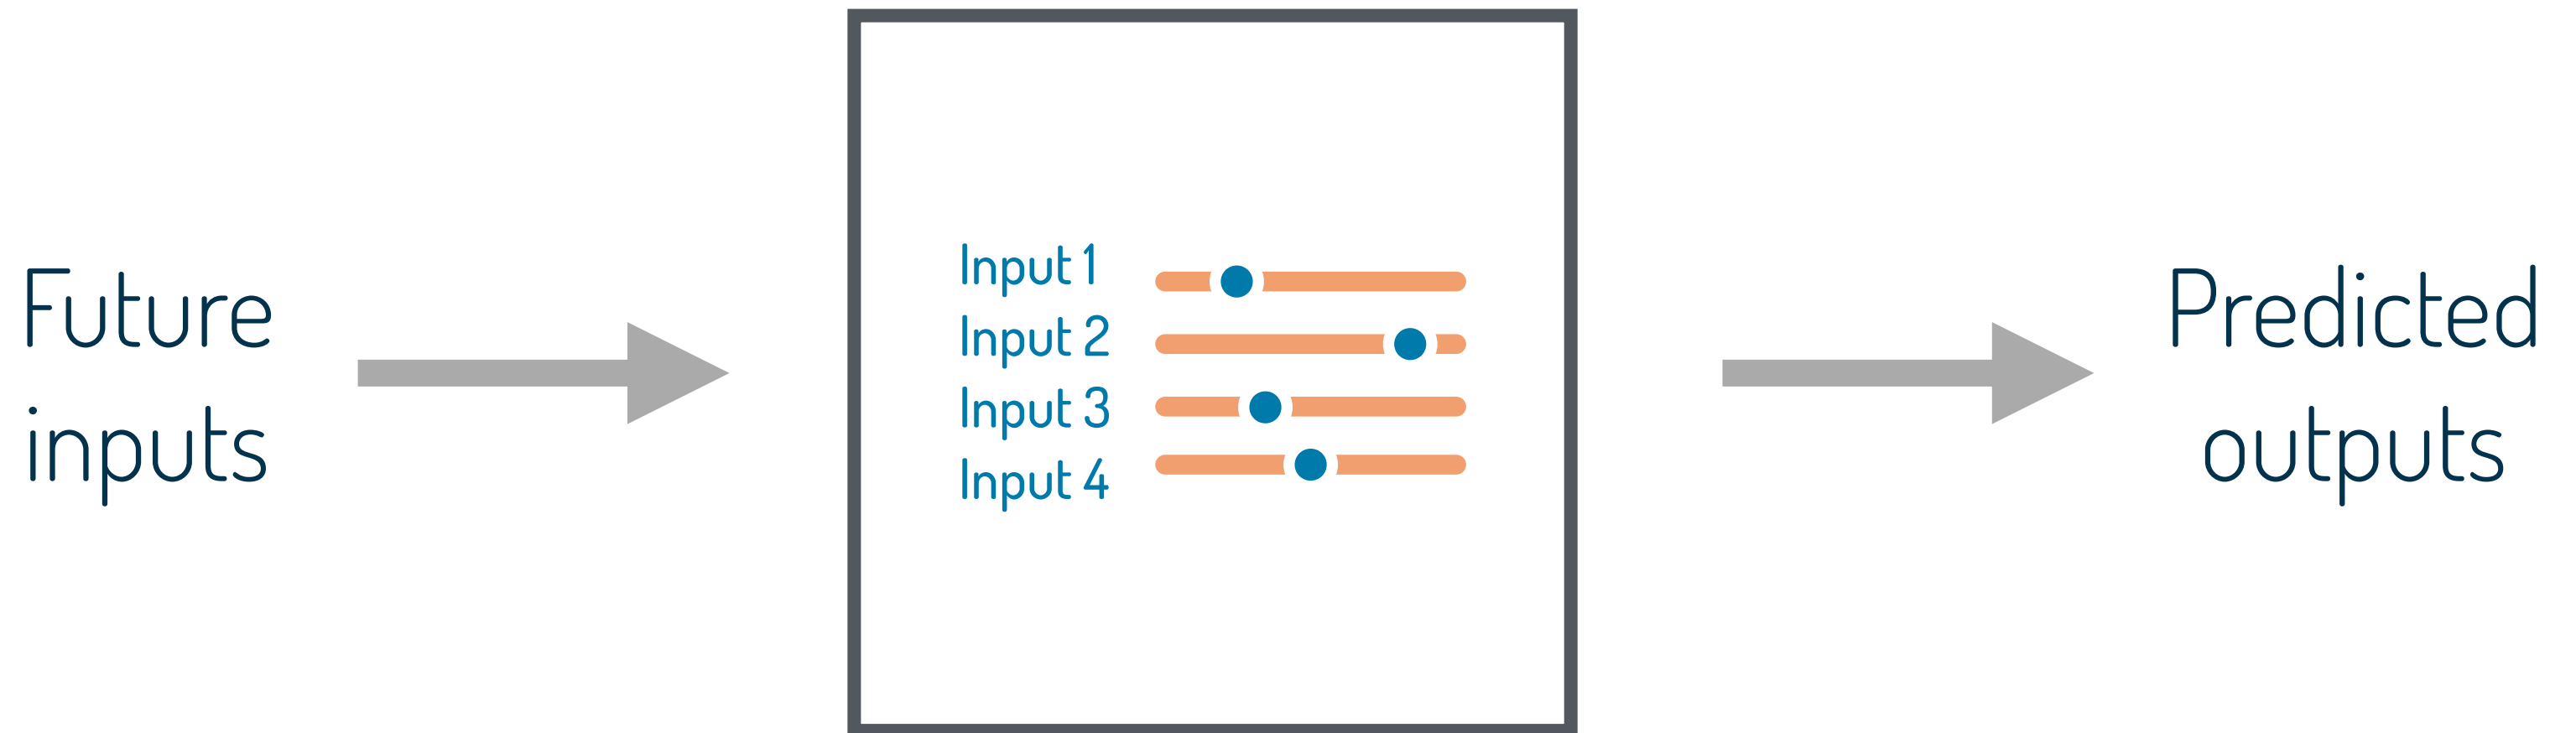 Future
inputs
Input 1
Input 2
Input 3
Input 4
Predicted
outputs